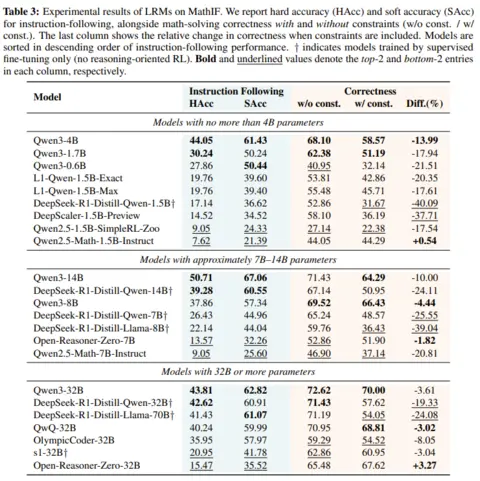 Table 3: Experimental results of LRMs on MathIF. We report hard accuracy (HAcc) and soft accuracy (SAcc)
for instruction-following, alongside math-solving correctness with and without constraints (w/o const. / w/
const.). The last column shows the relative change in correctness when constraints are included. Models are
sorted in descending order of instruction-following performance. † indicates models trained by supervised
fine-tuning only (no reasoning-oriented RL). Bold and underlined values denote the top-2 and bottom-2 entries
in each column, respectively.
Model Instruction Following Correctness
HAcc SAcc w/o const. w/ const. Diff.(%)
Models with no more than 4B parameters
Qwen3-4B 44.05 61.43 68.10 58.57 -13.99
Qwen3-1.7B 30.24 50.24 62.38 51.19 -17.94
Qwen3-0.6B 27.86 50.44 40.95 32.14 -21.51
L1-Qwen-1.5B-Exact 19.76 39.60 53.81 42.86 -20.35
L1-Qwen-1.5B-Max 19.76 39.40 55.48 45.71 -17.61
DeepSeek-R1-Distill-Qwen-1.5B† 17.14 36.62 52.86 31.67 -40.09
DeepScaler-1.5B-Preview 14.52 34.52 58.10 36.19 -37.71
Qwen2.5-1.5B-SimpleRL-Zoo 9.05 24.33 27.14 22.38 -17.54
Qwen2.5-Math-1.5B-Instruct 7.62 21.39 44.05 44.29 +0.54
Models with approximately 7B–14B parameters
Qwen3-14B 50.71 67.06 71.43 64.29 -10.00
DeepSeek-R1-Distill-Qwen-14B† 39.28 60.55 67.14 50.95 -24.11
Qwen3-8B 37.86 57.34 69.52 66.43 -4.44
DeepSeek-R1-Distill-Qwen-7B† 26.43 44.96 65.24 48.57 -25.55
DeepSeek-R1-Distill-Llama-8B† 22.14 44.04 59.76 36.43 -39.04
Open-Reasoner-Zero-7B 13.57 32.26 52.86 51.90 -1.82
Qwen2.5-Math-7B-Instruct 9.05 25.60 46.90 37.14 -20.81
Models with 32B or more parameters
Qwen3-32B 43.81 62.82 72.62 70.00 -3.61
DeepSeek-R1-Distill-Qwen-32B† 42.62 60.91 71.43 57.62 -19.33
DeepSeek-R1-Distill-Llama-70B† 41.43 61.07 71.19 54.05 -24.08
QwQ-32B 40.24 59.99 70.95 68.81 -3.02
OlympicCoder-32B 35.95 57.97 59.29 54.52 -8.05
s1-32B† 20.95 41.78 62.86 60.95 -3.04
Open-Reasoner-Zero-32B 15.47 35.52 65.48 67.62 +3.27